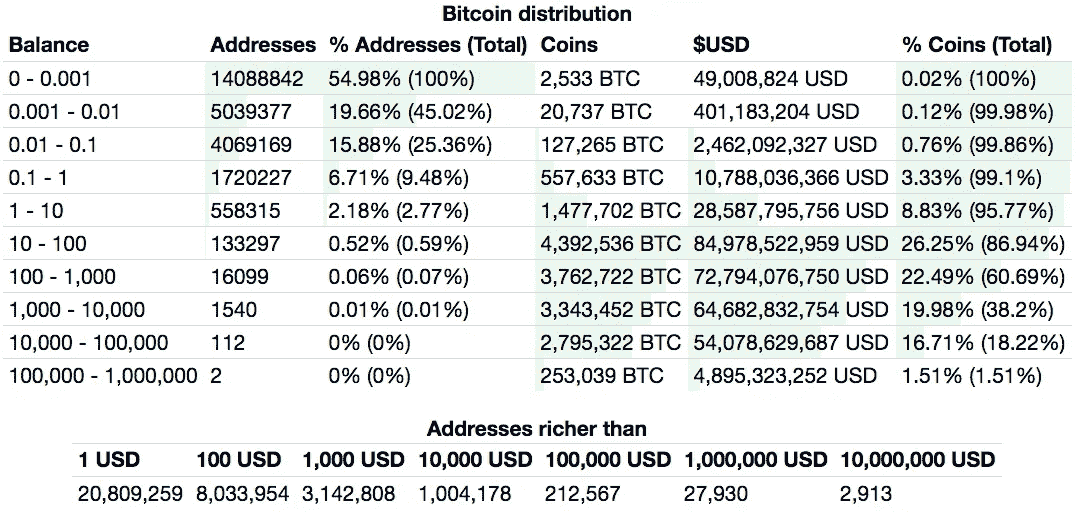 Bitcoin distribution
Balance Addresses % Addresses (Total) Coins $USD % Coins (Total)
0 - 0.001 14088842 54.98% (100%) 2,533 BTC 49,008,824 USD 0.02% (100%)
0.001 - 0.01 5039377 19.66% (45.02%) 20,737 BTC 401,183,204 USD 0.12% (99.98%)
0.01 - 0.1 4069169 15.88% (25.36%) 127,265 BTC 2,462,092,327 USD 0.76% (99.86%)
0.1 - 1 1720227 6.71% (9.48%) 557,633 BTC 10,788,036,366 USD 3.33% (99.1%)
1 - 10 558315 2.18% (2.77%) 1,477,702 BTC 28,587,795,756 USD 8.83% (95.77%)
10 - 100 133297 0.52% (0.59%) 4,392,536 BTC 84,978,522,959 USD 26.25% (86.94%)
100 - 1,000 16099 0.06% (0.07%) 3,762,722 BTC 72,794,076,750 USD 22.49% (60.69%)
1,000 - 10,000 1540 0.01% (0.01%) 3,343,452 BTC 64,682,832,754 USD 19.98% (38.2%)
10,000 - 100,000 112 0% (0%) 2,795,322 BTC 54,078,629,687 USD 16.71% (18.22%)
100,000 - 1,000,000 2 0% (0%) 253,039 BTC 4,895,323,252 USD 1.51% (1.51%)
Addresses richer than
1 USD 100 USD 1,000 USD 10,000 USD 100,000 USD 1,000,000 USD 10,000,000 USD
20,809,259 8,033,954 3,142,808 1,004,178 212,567 27,930 2,913